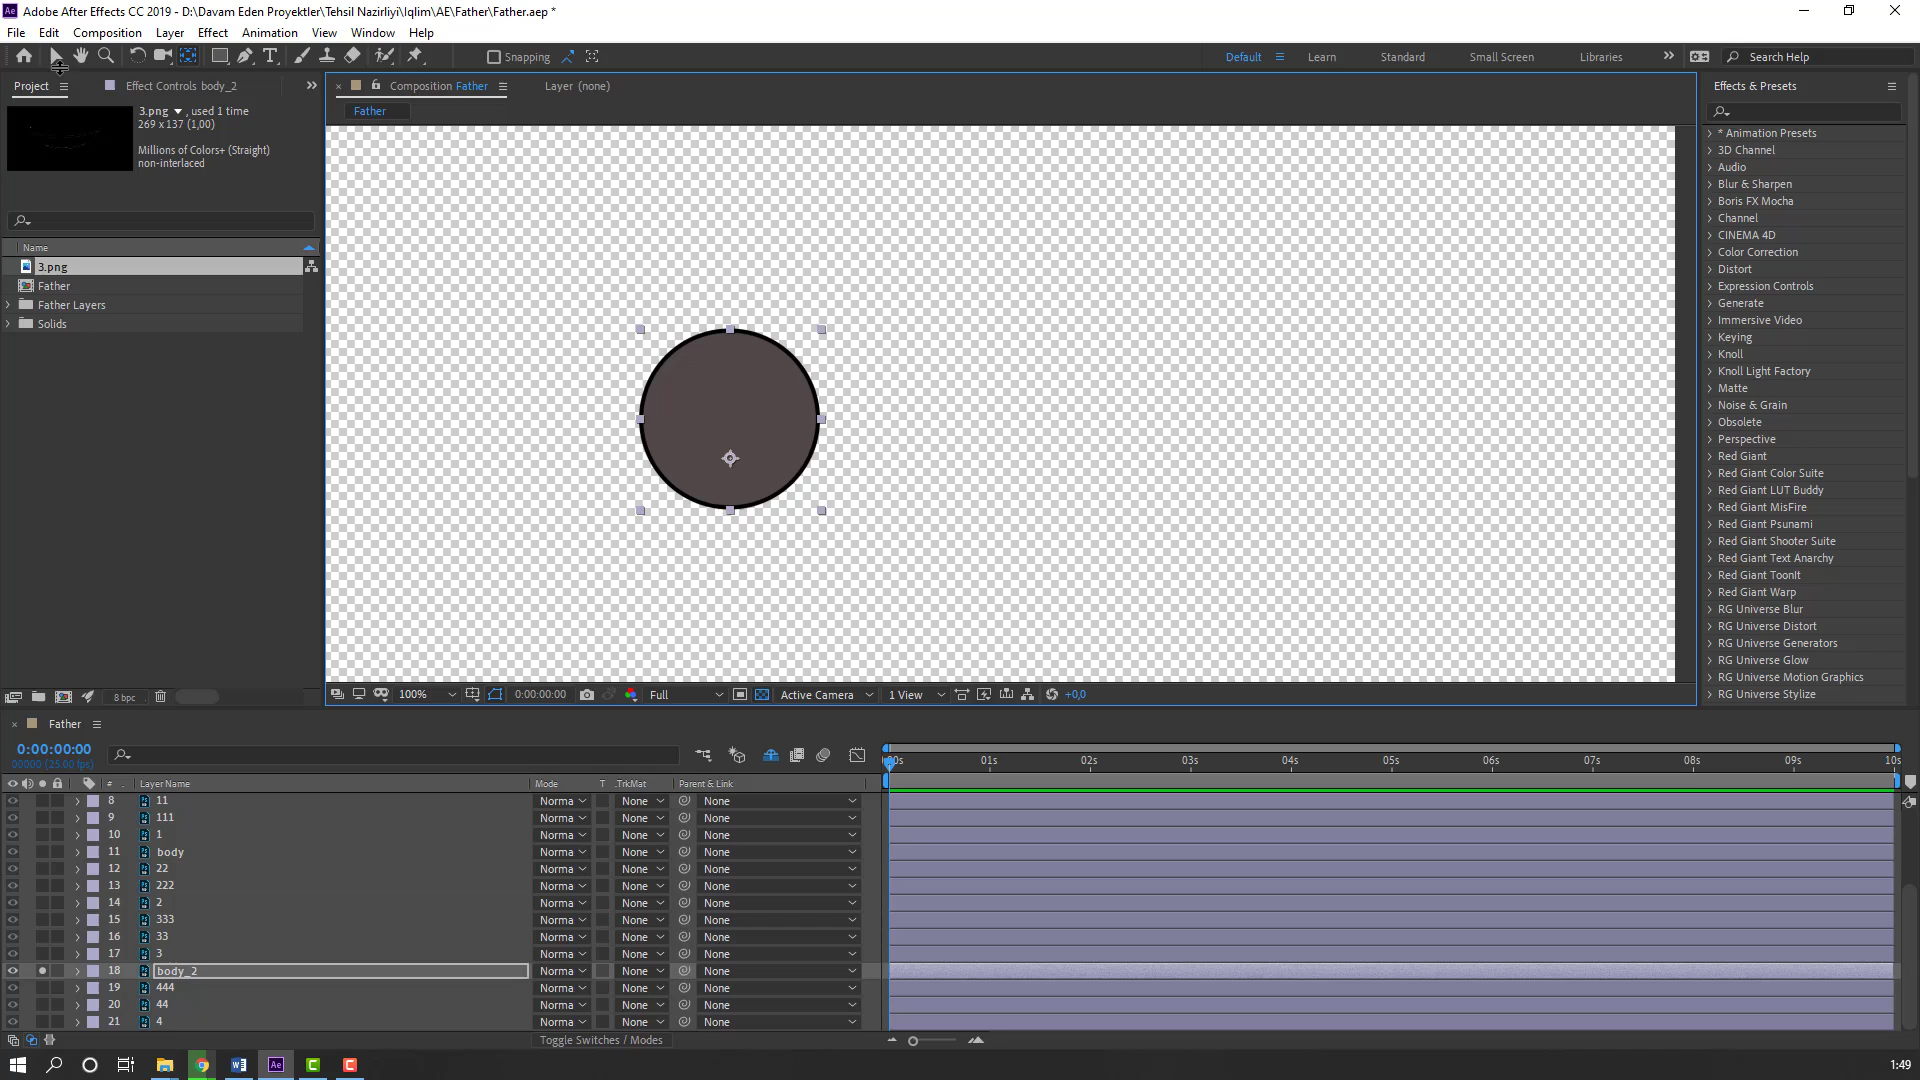 Adobe After Effects CC 2019 - D:\Davam Eden Proyektler\Tehsil Nazirliyi\Iqlim\AE\Father\Father.aep *
File Edit Composition Layer Effect Animation View Window Help
Snapping Default Learn Standard Small Screen Libraries Search Help
Project Effect Controls body_2 Composition Father Layer (none) Effects & Presets
3.png , used 1 time
269 x 137 (1,00)
Millions of Colors+ (Straight)
non-interlaced
Father
Name
3.png
Father
Father Layers
Solids
* Animation Presets
3D Channel
Audio
Blur & Sharpen
Boris FX Mocha
Channel
CINEMA 4D
Color Correction
Distort
Expression Controls
Generate
Immersive Video
Keying
Knoll
Knoll Light Factory
Matte
Noise & Grain
Obsolete
Perspective
Red Giant
Red Giant Color Suite
Red Giant LUT Buddy
Red Giant MisFire
Red Giant Psunami
Red Giant Shooter Suite
Red Giant Text Anarchy
Red Giant ToonIt
Red Giant Warp
RG Universe Blur
RG Universe Distort
RG Universe Generators
RG Universe Glow
RG Universe Motion Graphics
RG Universe Stylize
8 bpc 100% 0:00:00:00 Full Active Camera 1 View +0,0
Father
0:00:00:00
00000 (25.00 fps)
00s 01s 02s 03s 04s 05s 06s 07s 08s 09s 10s
# Layer Name Mode T .TrkMat Parent & Link
8 11 Norma None None
9 111 Norma None None
10 1 Norma None None
11 body Norma None None
12 22 Norma None None
13 222 Norma None None
14 2 Norma None None
15 333 Norma None None
16 33 Norma None None
17 3 Norma None None
18 body_2 Norma None None
19 444 Norma None None
20 44 Norma None None
21 4 Norma None None
Toggle Switches / Modes
1:49